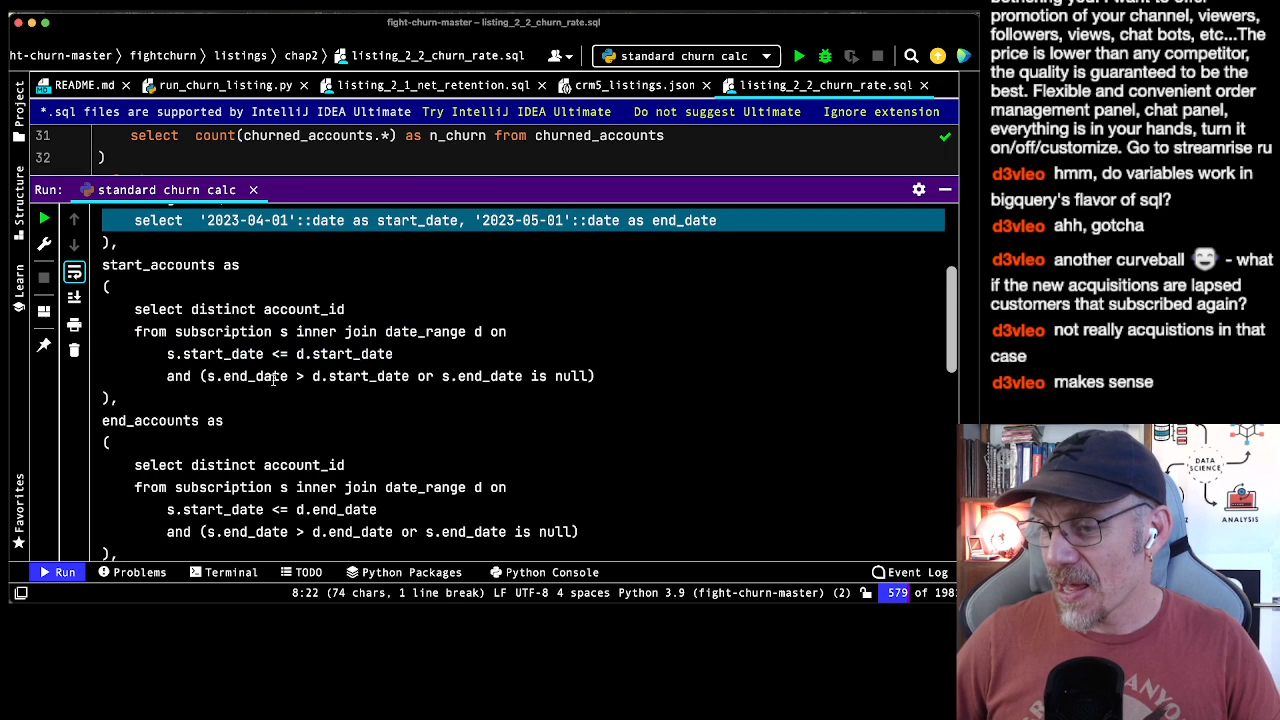 fight-churn-master – listing_2_2_churn_rate.sql
ht-churn-master
fightchurn
listings
chap2
listing_2_2_churn_rate.sql
standard churn calc
README.md
run_churn_listing.py
listing_2_1_net_retention.sql
crm5_listings.json
listing_2_2_churn_rate.sql
*.sql files are supported by IntelliJ IDEA Ultimate
Try IntelliJ IDEA Ultimate
Do not suggest Ultimate
Ignore extension
31 select count(churned_accounts.*) as n_churn from churned_accounts
32 )
Run:
standard churn calc
select '2023-04-01'::date as start_date, '2023-05-01'::date as end_date
),
start_accounts as
(
select distinct account_id
from subscription s inner join date_range d on
s.start_date <= d.start_date
and (s.end_date > d.start_date or s.end_date is null)
),
end_accounts as
(
select distinct account_id
from subscription s inner join date_range d on
s.start_date <= d.end_date
and (s.end_date > d.end_date or s.end_date is null)
),
Project
Structure
Learn
Favorites
Run
Problems
Terminal
TODO
Python Packages
Python Console
Event Log
8:22 (74 chars, 1 line break)
LF
UTF-8
4 spaces
Python 3.9 (fight-churn-master) (2)
579 of 198
promotion of your channel, viewers,
followers, views, chat bots, etc...The
price is lower than any competitor,
the quality is guaranteed to be the
best. Flexible and convenient order
management panel, chat panel,
everything is in your hands, turn it
on/off/customize. Go to streamrise ru
d3vleo hmm, do variables work in
bigquery's flavor of sql?
d3vleo ahh, gotcha
d3vleo another curveball - what
if the new acquisitions are lapsed
customers that subscribed again?
d3vleo not really acquistions in that
case
d3vleo makes sense
DATA
SCIENCE
ANALYSIS